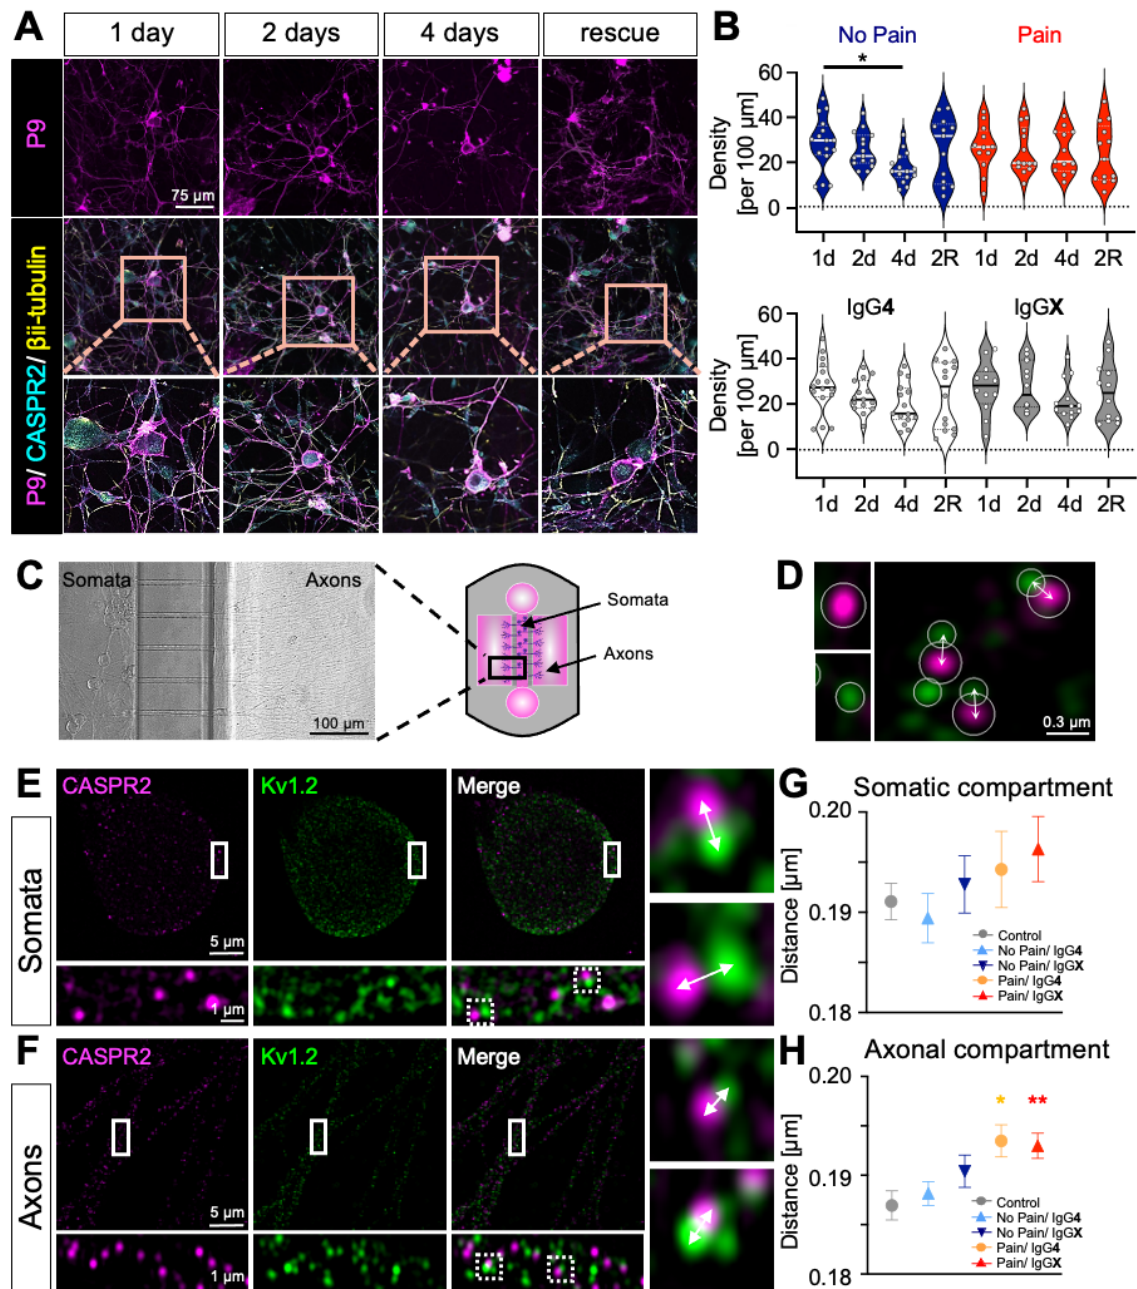 A
1 day
2 days
4 days
rescue
P9
75 µm
P9/ CASPR2/ βii-tubulin
B
No Pain
Pain
*
60
40
20
0
Density
[per 100 µm]
1d 2d 4d 2R 1d 2d 4d 2R
IgG4
IgGX
60
40
20
0
Density
[per 100 µm]
1d 2d 4d 2R 1d 2d 4d 2R
C
Somata
Axons
100 µm
Somata
Axons
D
0.3 µm
E
Somata
CASPR2
Kv1.2
Merge
5 µm
1 µm
F
Axons
CASPR2
Kv1.2
Merge
5 µm
1 µm
G
Somatic compartment
0.20
0.19
0.18
Distance [µm]
Control
No Pain/ IgG4
No Pain/ IgGX
Pain/ IgG4
Pain/ IgGX
H
Axonal compartment
0.20
0.19
0.18
Distance [µm]
*
**
Control
No Pain/ IgG4
No Pain/ IgGX
Pain/ IgG4
Pain/ IgGX